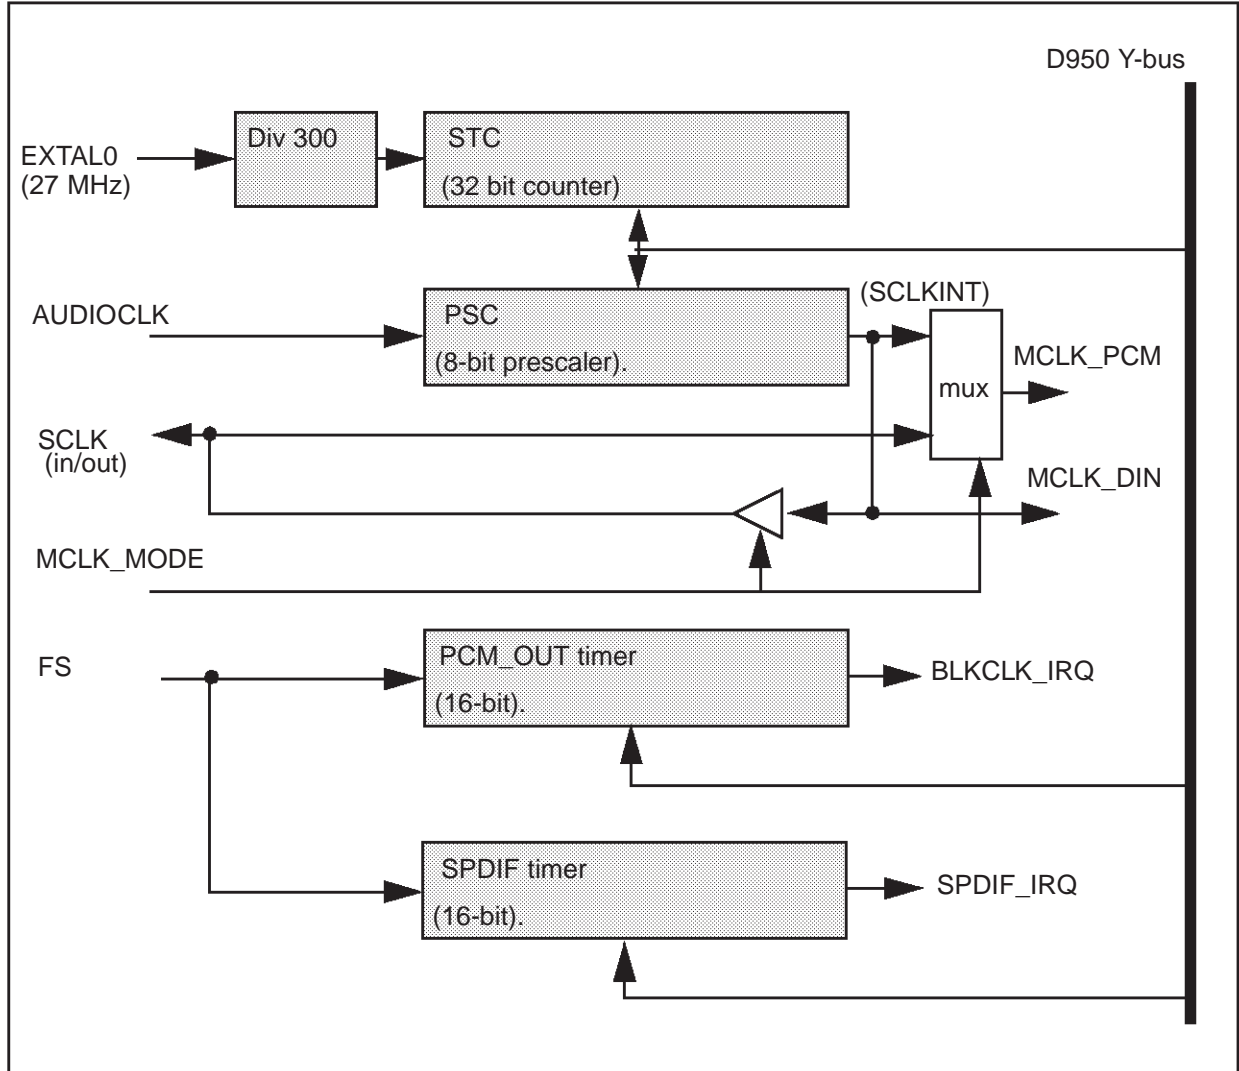 D950 Y-bus
Div 300
STC
EXTAL0
(27 MHz)
(32 bit counter)
(SCLKINT)
AUDIOCLK
PSC
(8-bit prescaler).
MCLK_PCM
mux
SCLK
(in/out)
MCLK_DIN
MCLK_MODE
FS
PCM_OUT timer
(16-bit).
BLKCLK_IRQ
SPDIF timer
(16-bit).
SPDIF_IRQ